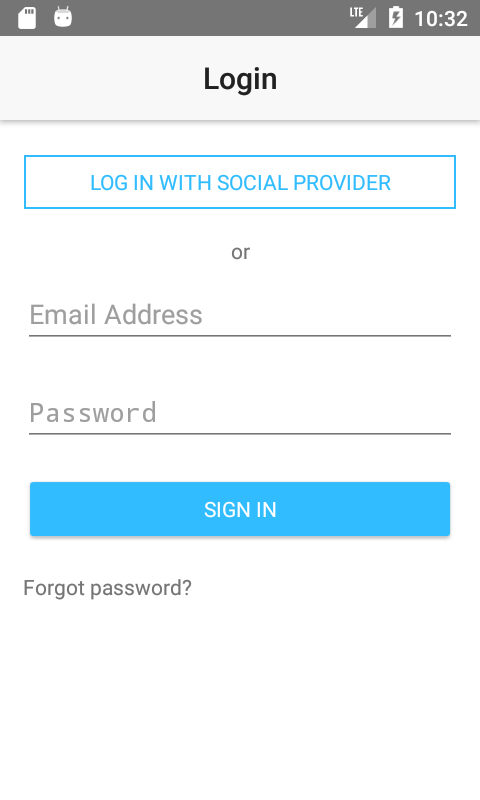 LTE 10:32
Login
LOG IN WITH SOCIAL PROVIDER
or
Email Address
Password
SIGN IN
Forgot password?